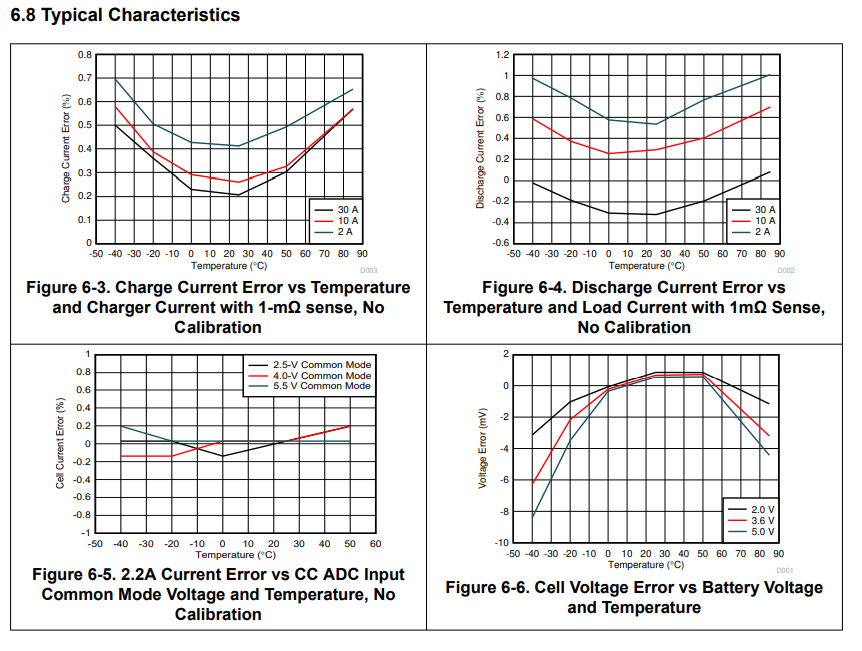 6.8 Typical Characteristics
0.8
0.7
0.6
0.5
0.4
0.3
0.2
0.1
0
Charge Current Error (%)
-50 -40 -30 -20 -10 0 10 20 30 40 50 60 70 80 90
Temperature (°C)
30 A
10 A
2 A
D003
Figure 6-3. Charge Current Error vs Temperature
and Charger Current with 1-mΩ sense, No
Calibration
1.2
1
0.8
0.6
0.4
0.2
0
-0.2
-0.4
-0.6
Discharge Current Error (%)
-50 -40 -30 -20 -10 0 10 20 30 40 50 60 70 80 90
Temperature (°C)
30 A
10 A
2 A
D002
Figure 6-4. Discharge Current Error vs
Temperature and Load Current with 1mΩ Sense,
No Calibration
1
0.8
0.6
0.4
0.2
0
-0.2
-0.4
-0.6
-0.8
-1
Cell Current Error (%)
-50 -40 -30 -20 -10 0 10 20 30 40 50 60
Temperature (°C)
2.5-V Common Mode
4.0-V Common Mode
5.5 V Common Mode
Figure 6-5. 2.2A Current Error vs CC ADC Input
Common Mode Voltage and Temperature, No
Calibration
2
0
-2
-4
-6
-8
-10
Voltage Error (mV)
-50 -40 -30 -20 -10 0 10 20 30 40 50 60 70 80 90
Temperature (°C)
2.0 V
3.6 V
5.0 V
D001
Figure 6-6. Cell Voltage Error vs Battery Voltage
and Temperature